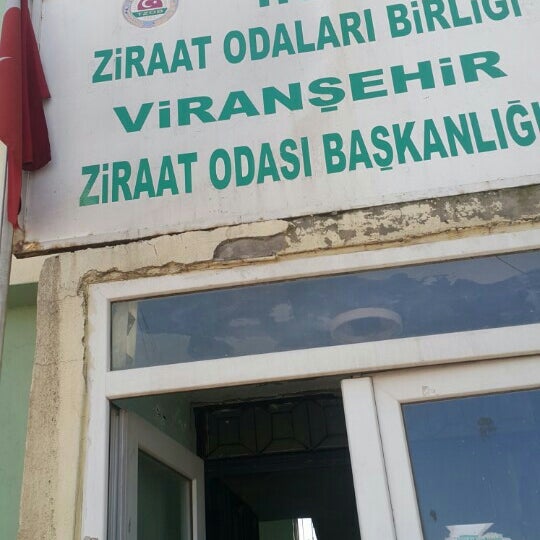 ZİRAAT ODALARI BİRLİĞİ
VİRANŞEHİR
ZİRAAT ODASI BAŞKANLIĞI